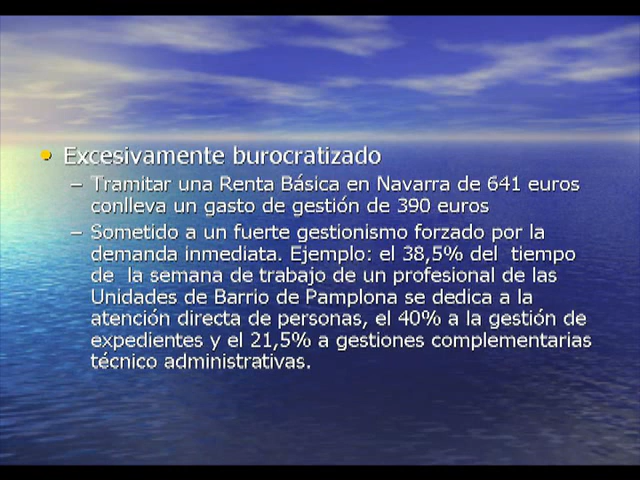 • Excesivamente burocratizado
– Tramitar una Renta Básica en Navarra de 641 euros
conlleva un gasto de gestión de 390 euros
– Sometido a un fuerte gestionismo forzado por la
demanda inmediata. Ejemplo: el 38,5% del tiempo
de la semana de trabajo de un profesional de las
Unidades de Barrio de Pamplona se dedica a la
atención directa de personas, el 40% a la gestión de
expedientes y el 21,5% a gestiones complementarias
técnico administrativas.